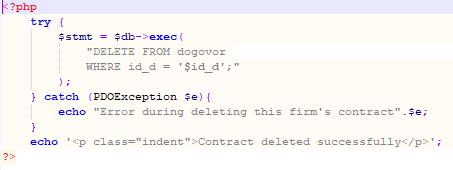 <?php
try {
$stmt = $db->exec(
"DELETE FROM dogovor
WHERE id_d = '$id_d';"
);
} catch (PDOException $e){
echo "Error during deleting this firm's contract".$e;
}
echo '<p class="indent">Contract deleted successfully</p>';
?>